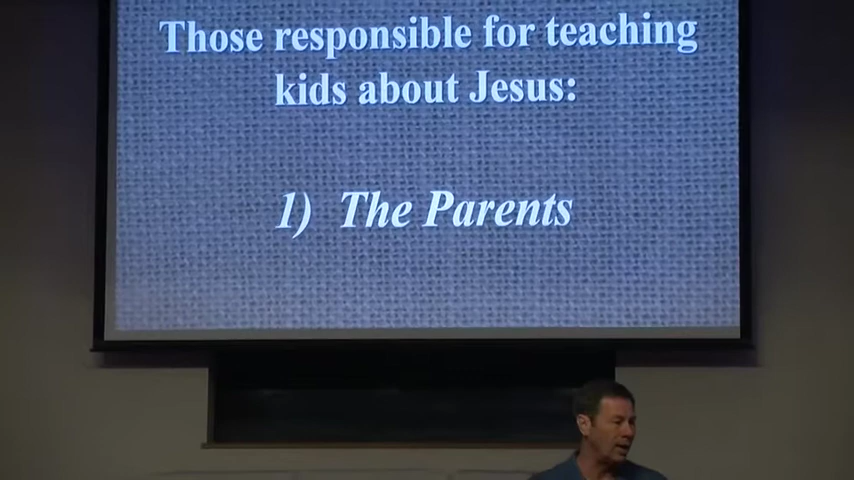 Those responsible for teaching
kids about Jesus:
1) The Parents